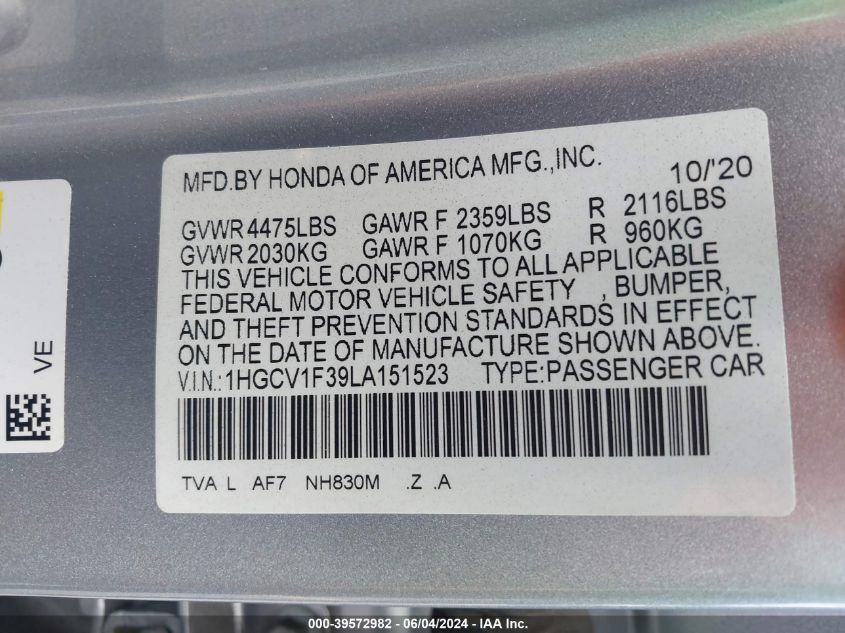 MFD.BY HONDA OF AMERICA MFG.,INC. 10/'20
GVWR 4475LBS GAWR F 2359LBS R 2116LBS
GVWR 2030KG GAWR F 1070KG R 960KG
THIS VEHICLE CONFORMS TO ALL APPLICABLE
FEDERAL MOTOR VEHICLE SAFETY , BUMPER,
AND THEFT PREVENTION STANDARDS IN EFFECT
ON THE DATE OF MANUFACTURE SHOWN ABOVE.
V.I.N.:1HGCV1F39LA151523 TYPE:PASSENGER CAR
TVA L AF7 NH830M .Z .A
VE
000-39572982 - 06/04/2024 - IAA Inc.